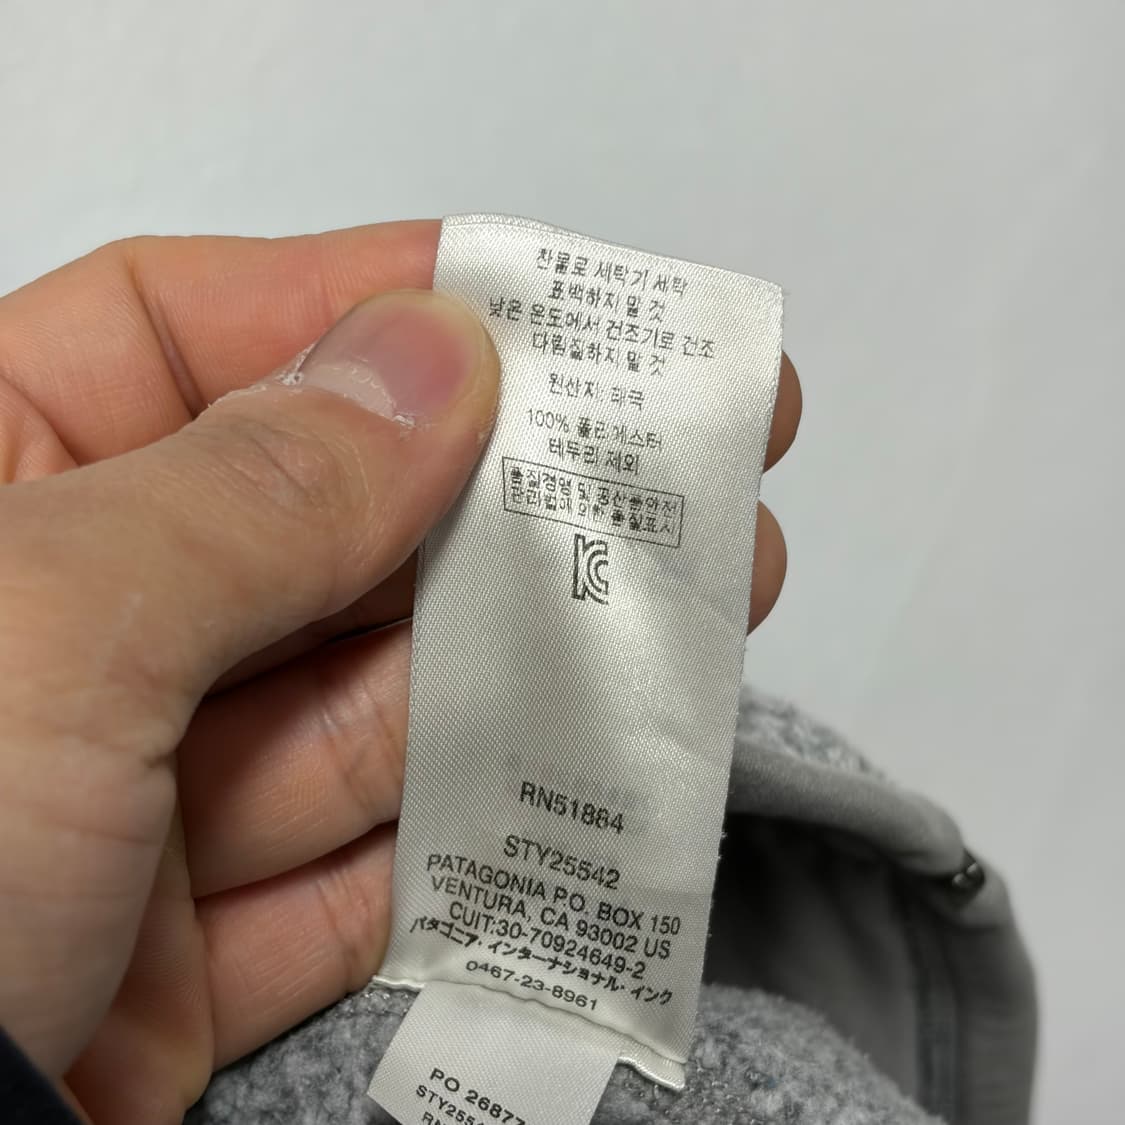 찬물로 세탁기 세탁
표백하지 말 것
낮은 온도에서 건조기로 건조
다림질하지 말 것
원산지: 태국
100% 폴리에스터
테두리 제외
품질경영 및 공산품안전
관리법에 의한 품질표시
KC
RN51884
STY25542
PATAGONIA P.O. BOX 150
VENTURA, CA 93002 US
CUIT:30-70924649-2
パタゴニア・インターナショナル・インク
0467-23-8961
PO 26877
STY2554
RN